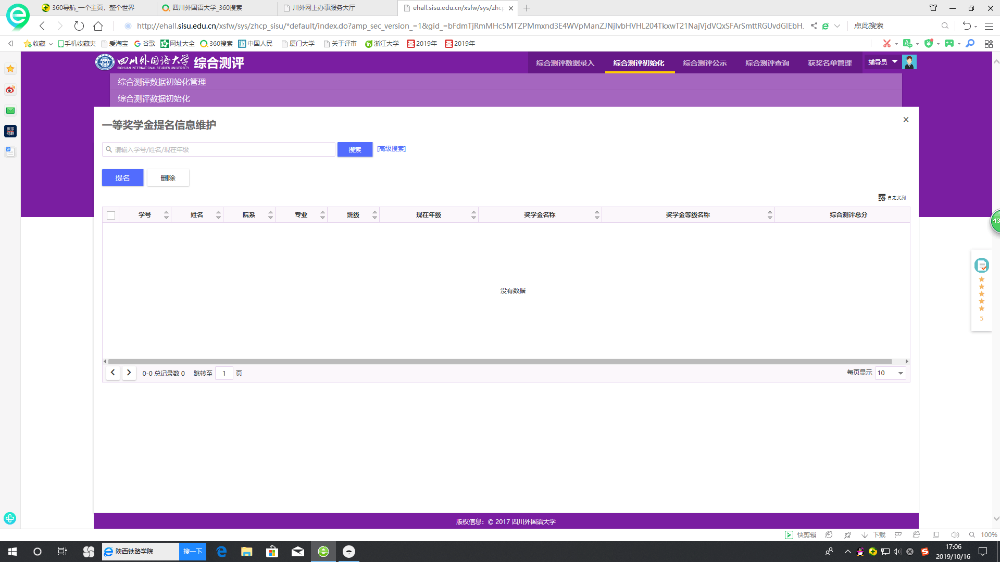 360导航_一个主页，整个世界
四川外国语大学_360搜索
川外网上办事服务大厅
ehall.sisu.edu.cn/xsfw/sys/zhc
http://ehall.sisu.edu.cn/xsfw/sys/zhcp_sisu/*default/index.do?amp_sec_version_=1&gid_=bFdmTjRmMHc5MTZPMmxnd3E4WVpManZJNjlvbHVHL204TkxwT21NajVjdVQxSFArSmttRGUvdGlEbH.
点此搜索
收藏 手机收藏夹 爱淘宝 谷歌 网址大全 360搜索 中国人民 厦门大学 关于评审 浙江大学 2019年 2019年
四川外国语大学
SICHUAN INTERNATIONAL STUDIES UNIVERSITY
综合测评
综合测评数据录入 综合测评初始化 综合测评公示 综合测评查询 获奖名单管理 辅导员
综合测评数据初始化管理
综合测评数据初始化
环球网校
一等奖学金提名信息维护
请输入学号/姓名/现在年级 搜索 [高级搜索]
提名 删除
自定义列
学号 姓名 院系 专业 班级 现在年级 奖学金名称 奖学金等级名称 综合测评总分
43
没有数据
5
0-0 总记录数 0 跳转至 1 页
每页显示 10
版权信息：© 2017 四川外国语大学
快剪辑 下载 100%
陕西铁路学院 搜一下
17:06
2019/10/16